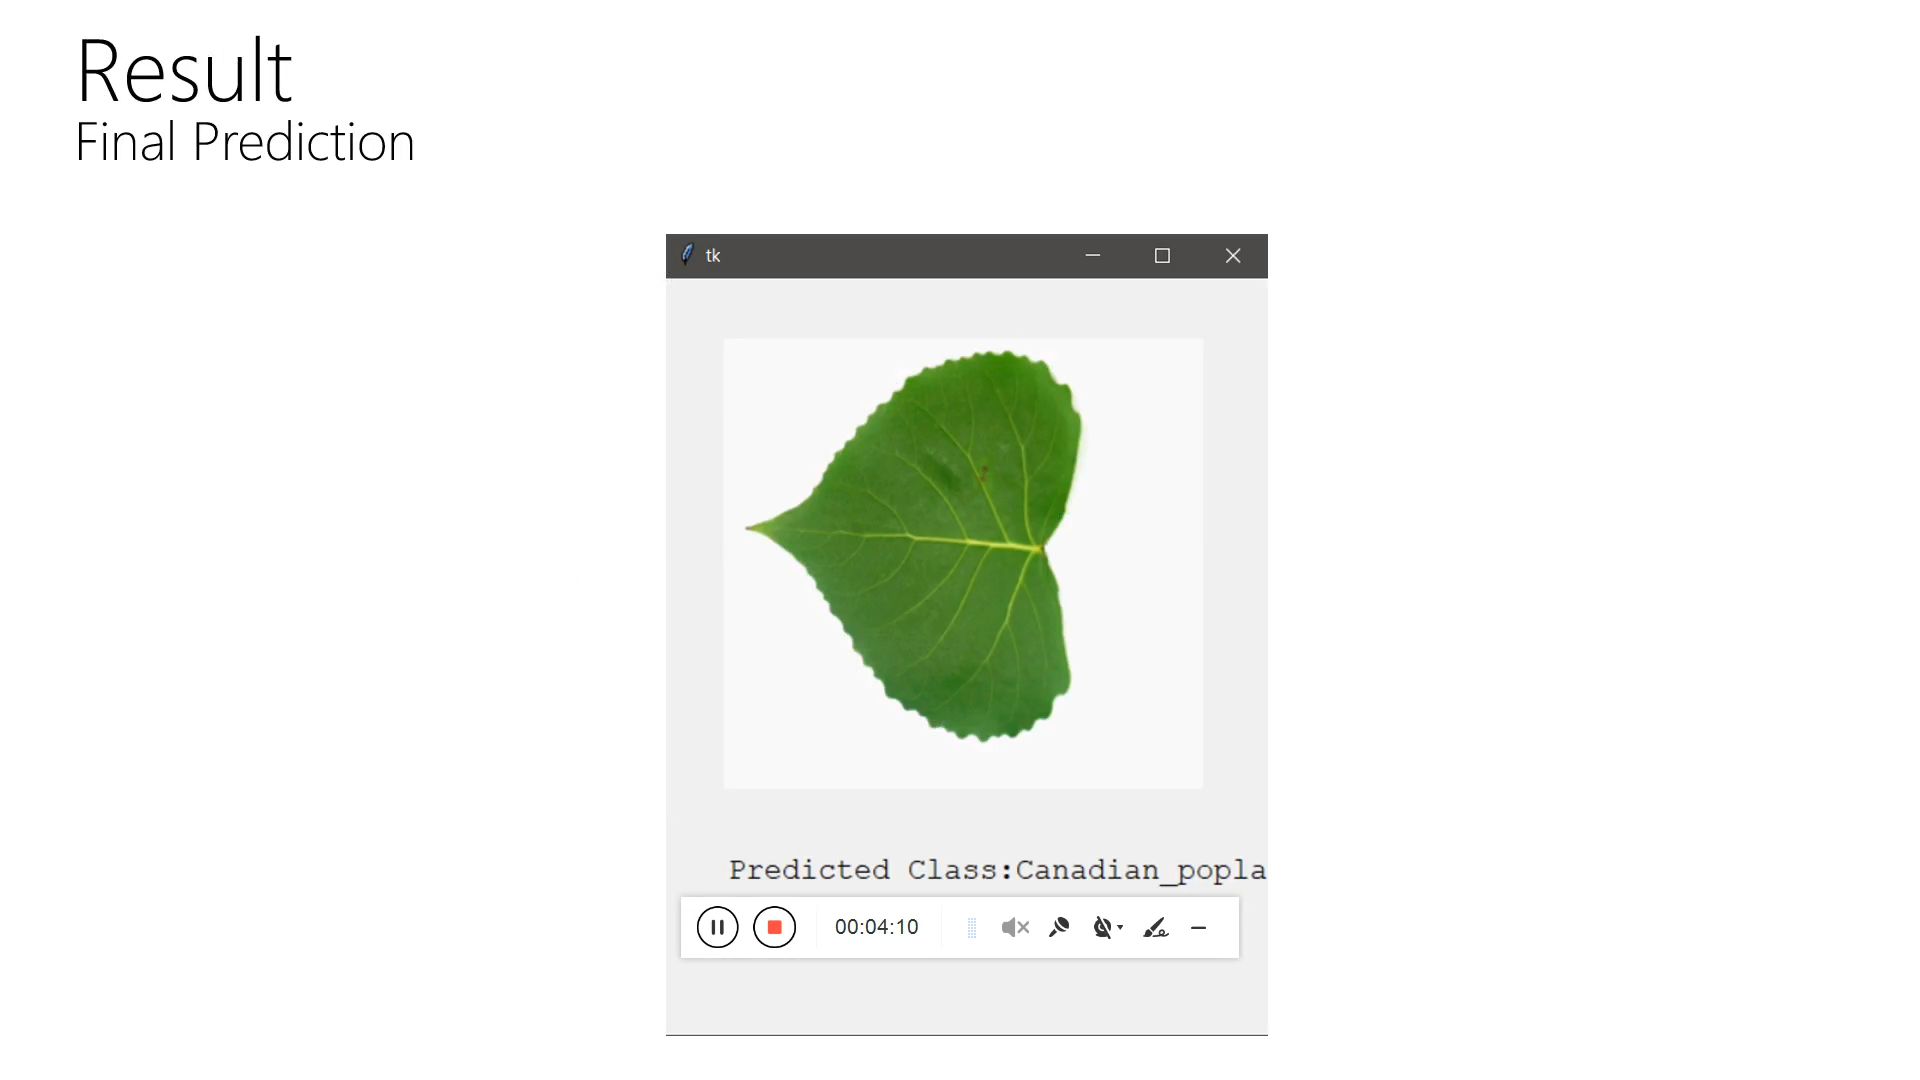 Result
Final Prediction
tk
Predicted Class:Canadian_popla
00:04:10